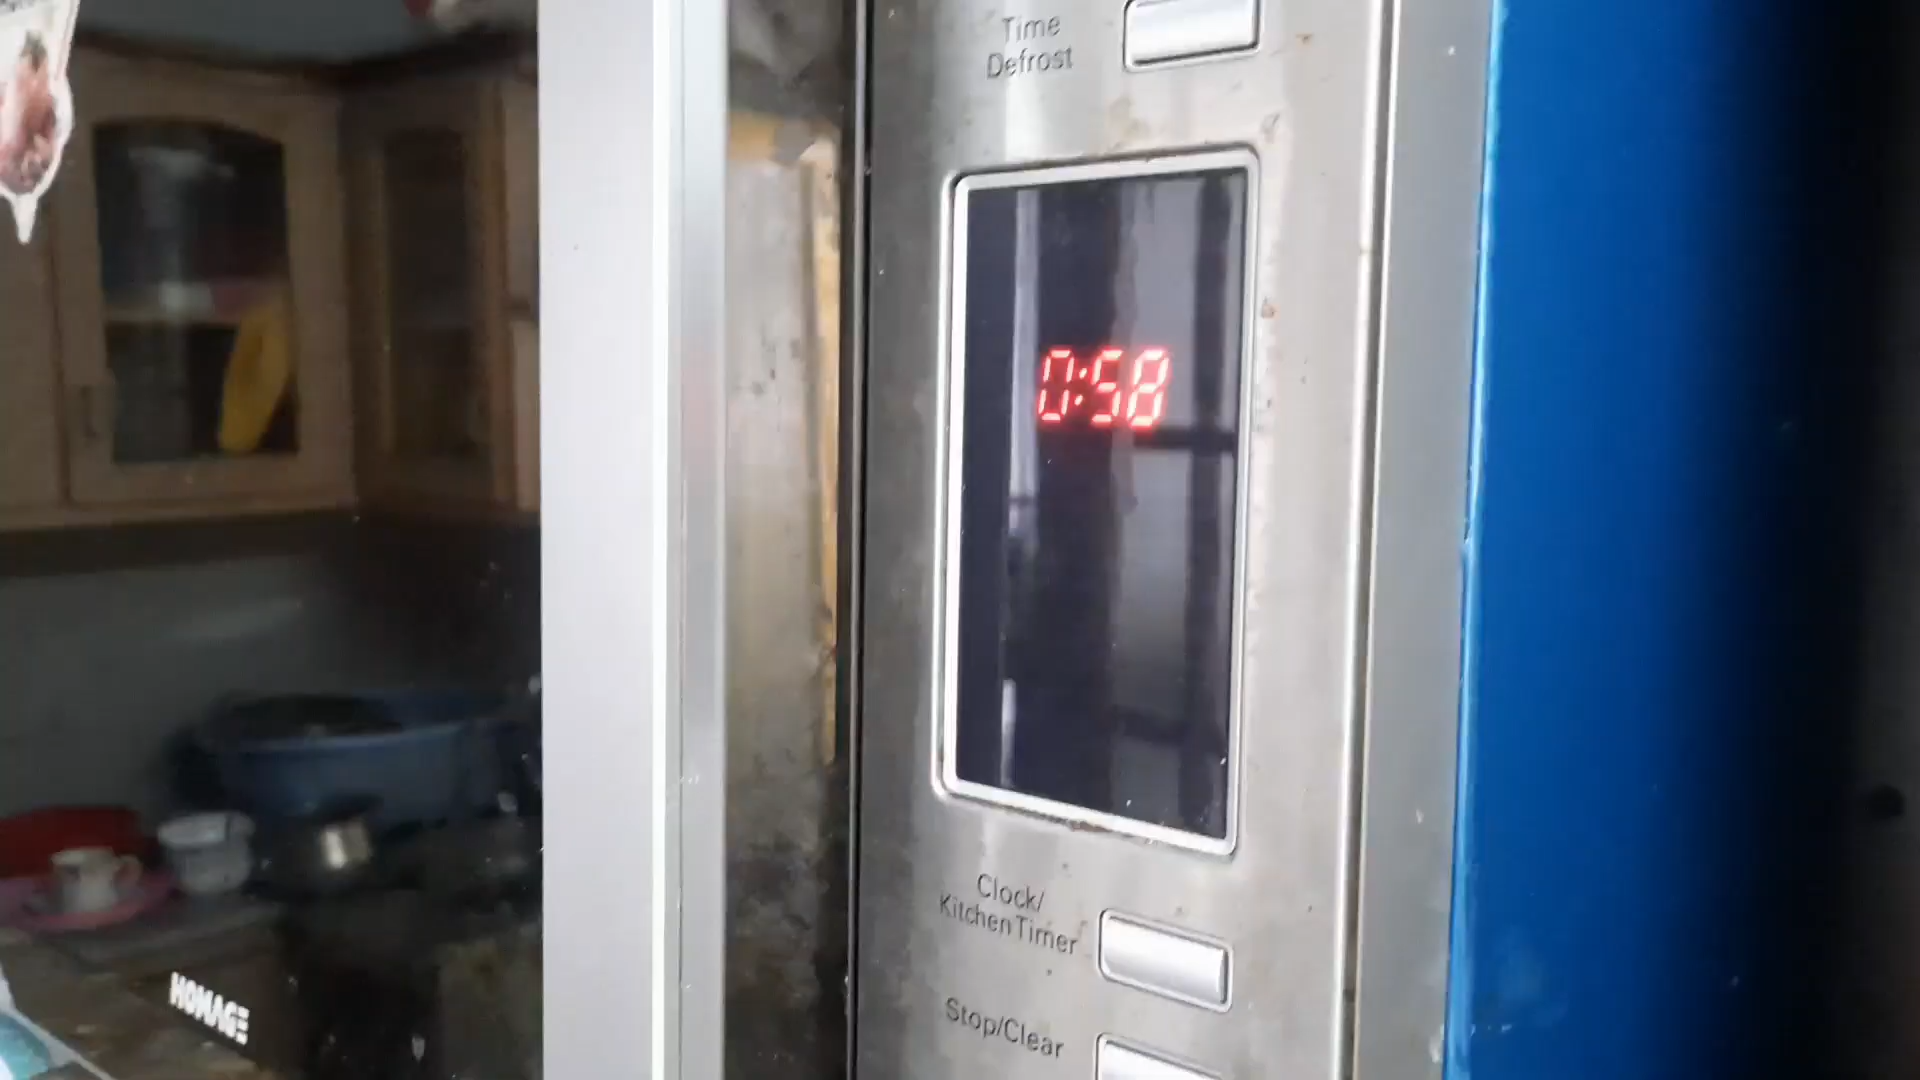 Time
Defrost
0:58
Clock/
Kitchen Timer
Stop/Clear
HOMAGE